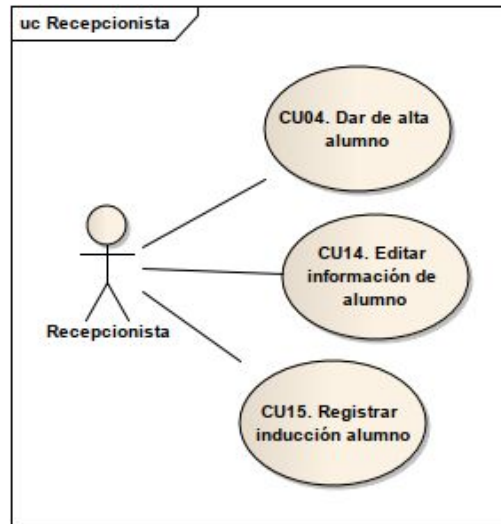 uc Recepcionista
CU04. Dar de alta
alumno
CU14. Editar
información de
alumno
Recepcionista
CU15. Registrar
inducción alumno